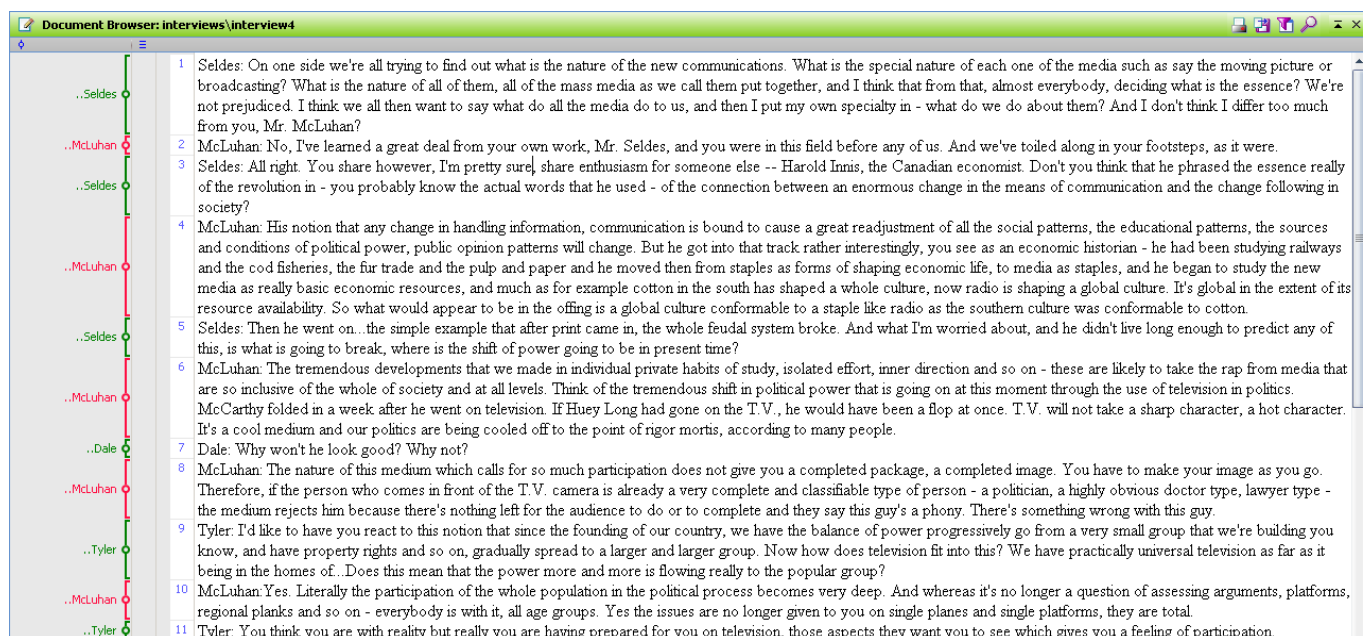 Document Browser: interviews\interview4
..Seldes
1 Seldes: On one side we're all trying to find out what is the nature of the new communications. What is the special nature of each one of the media such as say the moving picture or
broadcasting? What is the nature of all of them, all of the mass media as we call them put together, and I think that from that, almost everybody, deciding what is the essence? We're
not prejudiced. I think we all then want to say what do all the media do to us, and then I put my own specialty in - what do we do about them? And I don't think I differ too much
from you, Mr. McLuhan?
..McLuhan
2 McLuhan: No, I've learned a great deal from your own work, Mr. Seldes, and you were in this field before any of us. And we've toiled along in your footsteps, as it were.
..Seldes
3 Seldes: All right. You share however, I'm pretty sure, share enthusiasm for someone else -- Harold Innis, the Canadian economist. Don't you think that he phrased the essence really
of the revolution in - you probably know the actual words that he used - of the connection between an enormous change in the means of communication and the change following in
society?
..McLuhan
4 McLuhan: His notion that any change in handling information, communication is bound to cause a great readjustment of all the social patterns, the educational patterns, the sources
and conditions of political power, public opinion patterns will change. But he got into that track rather interestingly, you see as an economic historian - he had been studying railways
and the cod fisheries, the fur trade and the pulp and paper and he moved then from staples as forms of shaping economic life, to media as staples, and he began to study the new
media as really basic economic resources, and much as for example cotton in the south has shaped a whole culture, now radio is shaping a global culture. It's global in the extent of its
resource availability. So what would appear to be in the offing is a global culture conformable to a staple like radio as the southern culture was conformable to cotton.
..Seldes
5 Seldes: Then he went on...the simple example that after print came in, the whole feudal system broke. And what I'm worried about, and he didn't live long enough to predict any of
this, is what is going to break, where is the shift of power going to be in present time?
..McLuhan
6 McLuhan: The tremendous developments that we made in individual private habits of study, isolated effort, inner direction and so on - these are likely to take the rap from media that
are so inclusive of the whole of society and at all levels. Think of the tremendous shift in political power that is going on at this moment through the use of television in politics.
McCarthy folded in a week after he went on television. If Huey Long had gone on the T.V., he would have been a flop at once. T.V. will not take a sharp character, a hot character.
It's a cool medium and our politics are being cooled off to the point of rigor mortis, according to many people.
..Dale
7 Dale: Why won't he look good? Why not?
..McLuhan
8 McLuhan: The nature of this medium which calls for so much participation does not give you a completed package, a completed image. You have to make your image as you go.
Therefore, if the person who comes in front of the T.V. camera is already a very complete and classifiable type of person - a politician, a highly obvious doctor type, lawyer type -
the medium rejects him because there's nothing left for the audience to do or to complete and they say this guy's a phony. There's something wrong with this guy.
..Tyler
9 Tyler: I'd like to have you react to this notion that since the founding of our country, we have the balance of power progressively go from a very small group that we're building you
know, and have property rights and so on, gradually spread to a larger and larger group. Now how does television fit into this? We have practically universal television as far as it
being in the homes of...Does this mean that the power more and more is flowing really to the popular group?
..McLuhan
10 McLuhan:Yes. Literally the participation of the whole population in the political process becomes very deep. And whereas it's no longer a question of assessing arguments, platforms,
regional planks and so on - everybody is with it, all age groups. Yes the issues are no longer given to you on single planes and single platforms, they are total.
..Tyler
11 Tyler: You think you are with reality but really you are having prepared for you on television, those aspects they want you to see which gives you a feeling of participation.